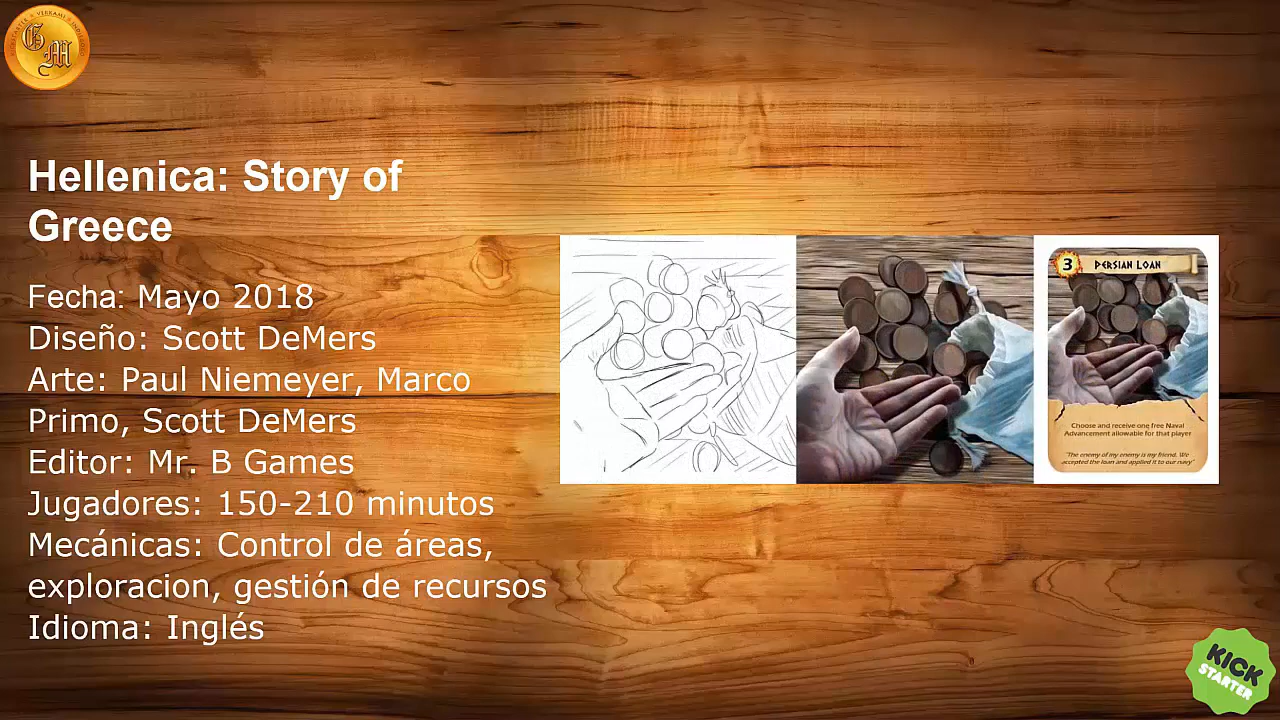 GM
Hellenica: Story of
Greece
Fecha: Mayo 2018
Diseño: Scott DeMers
Arte: Paul Niemeyer, Marco
Primo, Scott DeMers
Editor: Mr. B Games
Jugadores: 150-210 minutos
Mecánicas: Control de áreas,
exploracion, gestión de recursos
Idioma: Inglés
3 PERSIAN LOAN
Choose and receive one free Naval
Advancement allowable for that player
"The enemy of my enemy is my friend. We
accepted the loan and applied it to our navy"
KICK
STARTER